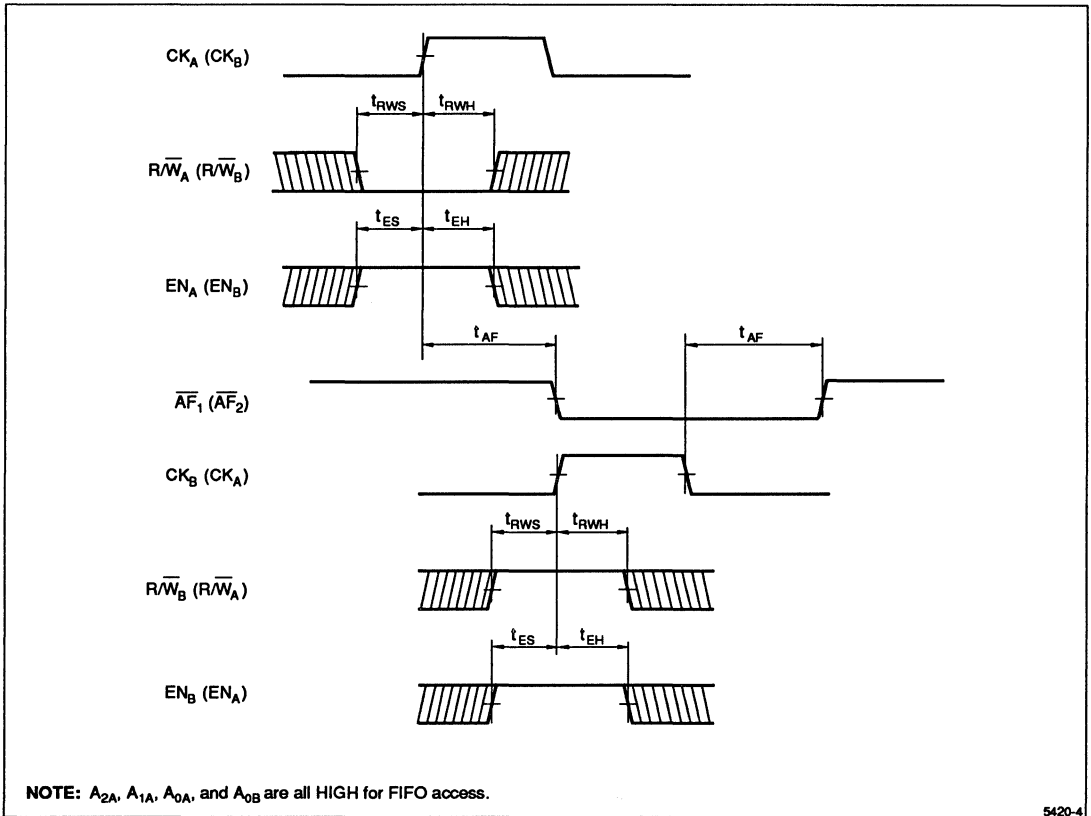 CK_A (CK_B)
t_RWS t_RWH
R/W̅_A (R/W̅_B)
t_ES t_EH
EN_A (EN_B)
t_AF t_AF
A̅F̅_1 (A̅F̅_2)
CK_B (CK_A)
t_RWS t_RWH
R/W̅_B (R/W̅_A)
t_ES t_EH
EN_B (EN_A)
NOTE: A_2A, A_1A, A_0A, and A_0B are all HIGH for FIFO access.
5420-4